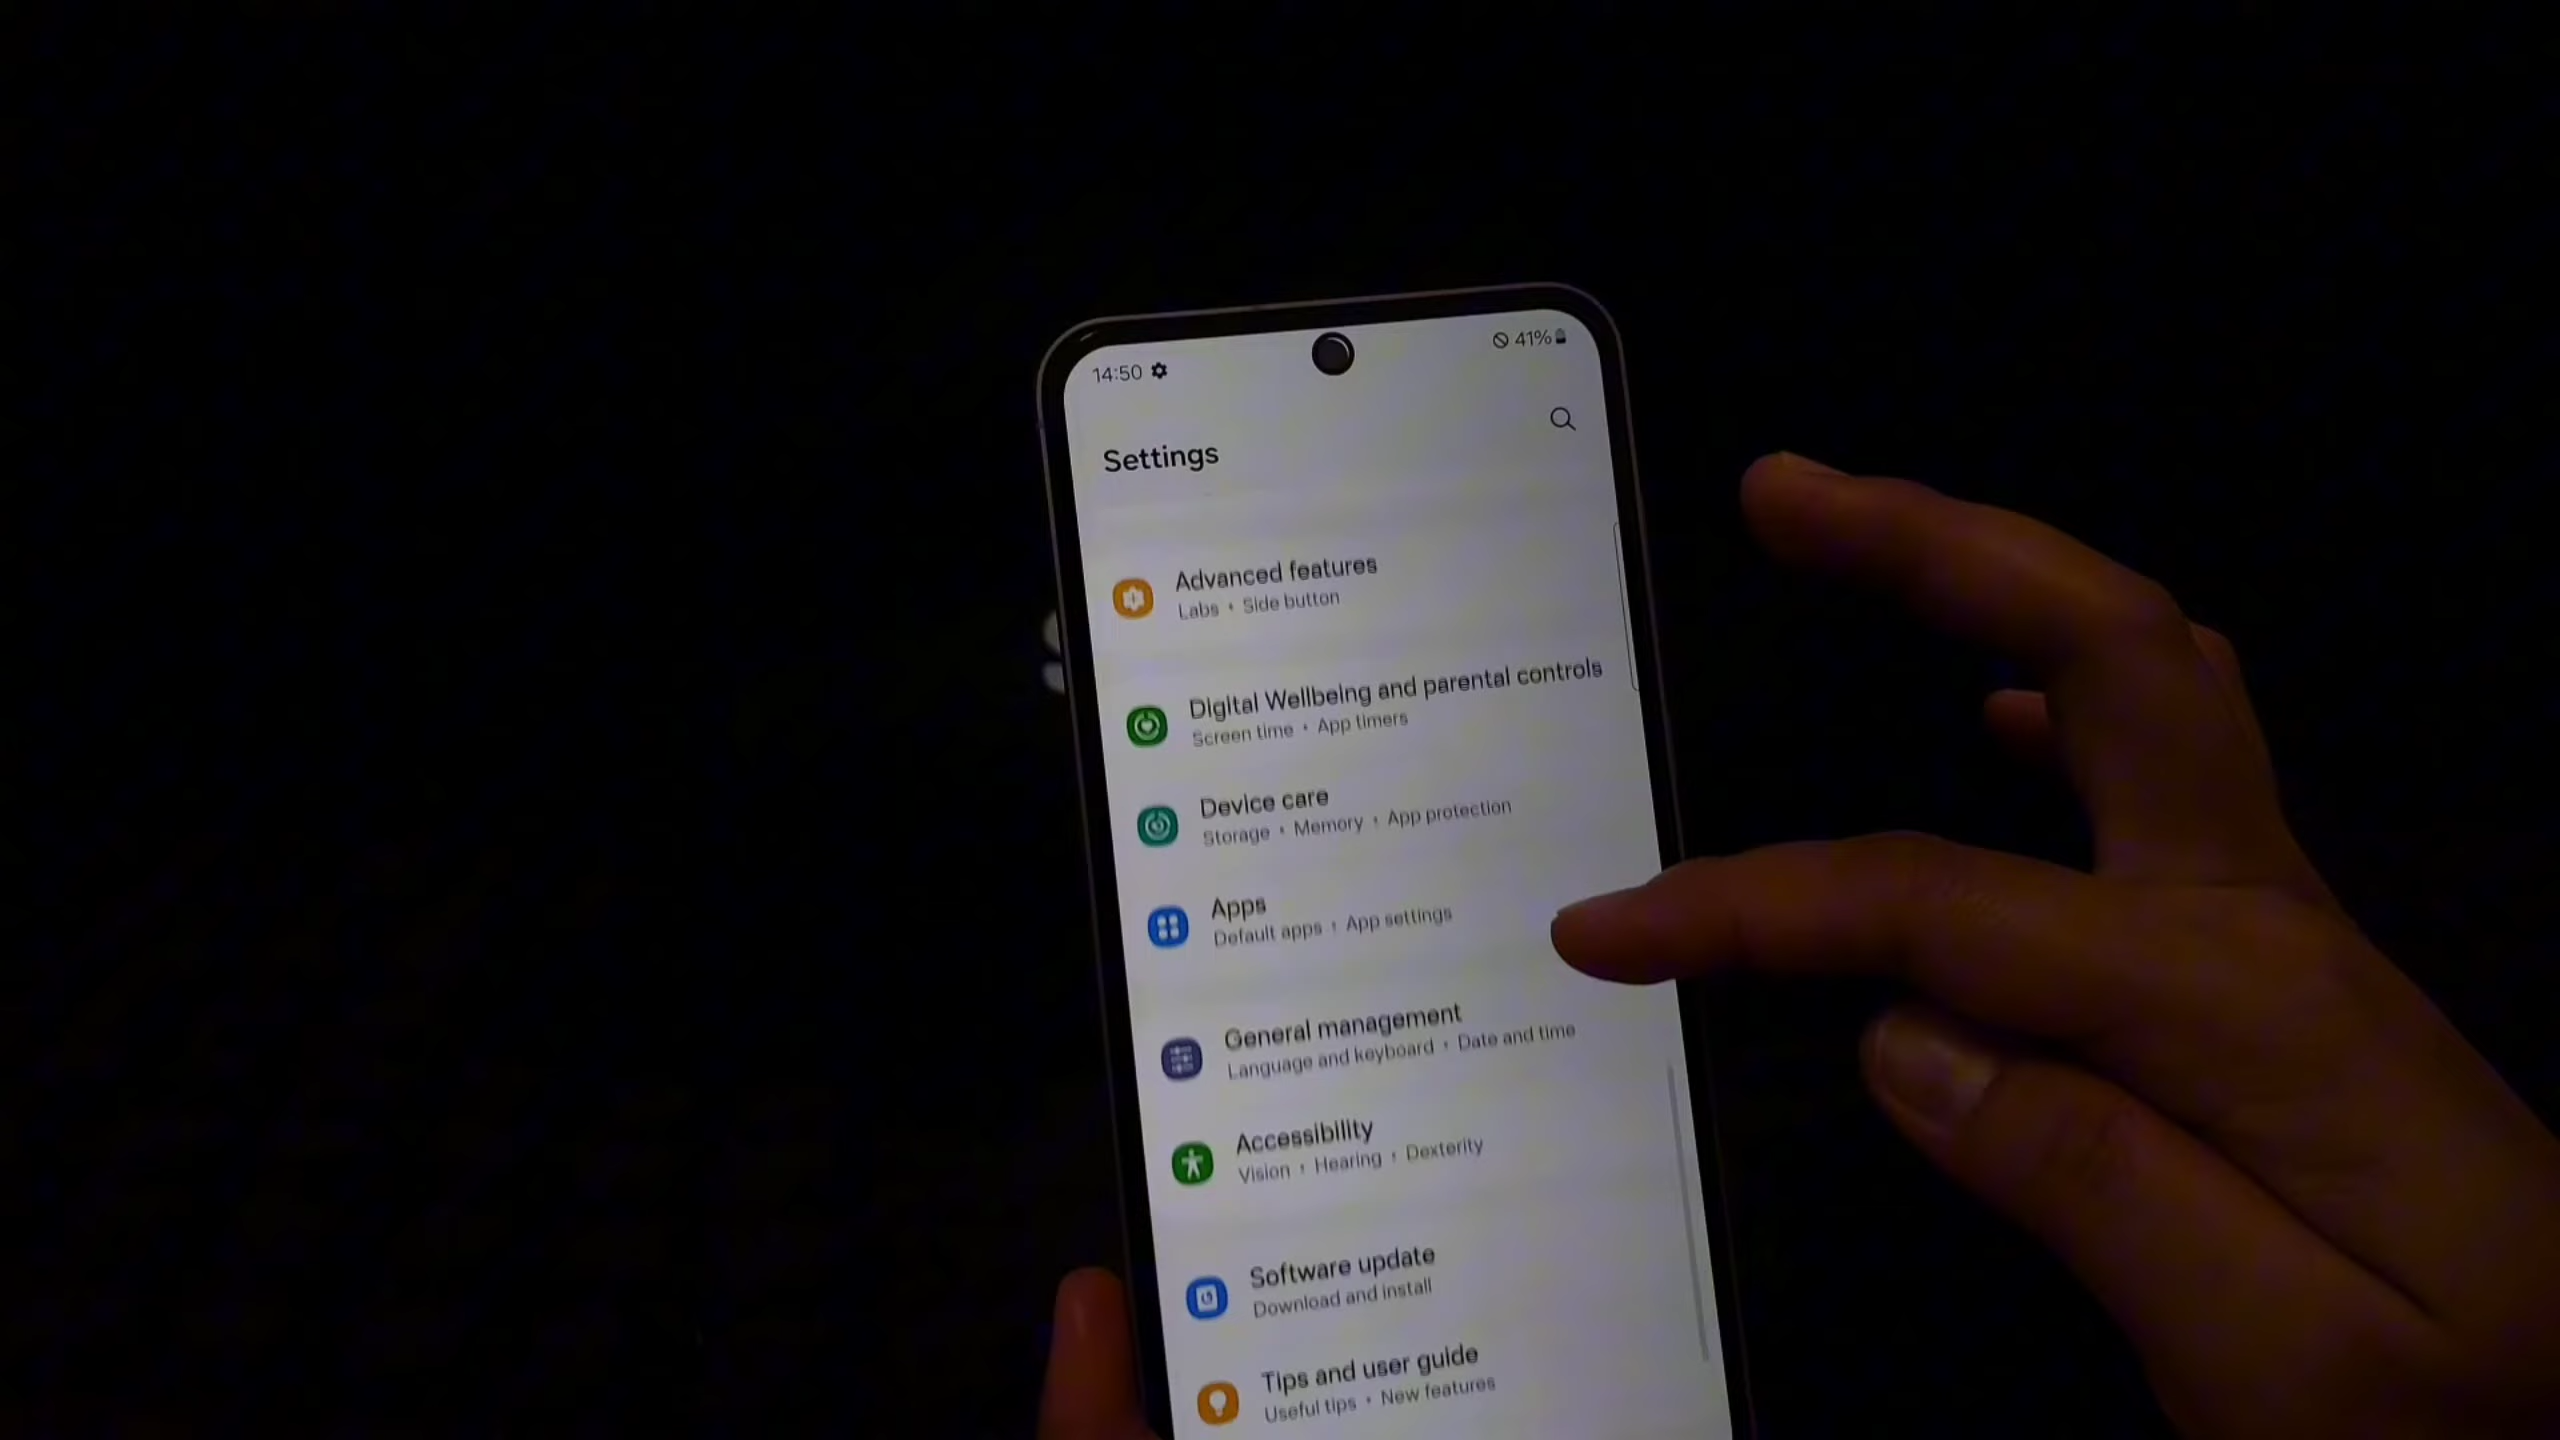 14:50
41%
Settings
Advanced features
Labs • Side button
Digital Wellbeing and parental controls
Screen time • App timers
Device care
Storage • Memory • App protection
Apps
Default apps • App settings
General management
Language and keyboard • Date and time
Accessibility
Vision • Hearing • Dexterity
Software update
Download and install
Tips and user guide
Useful tips • New features